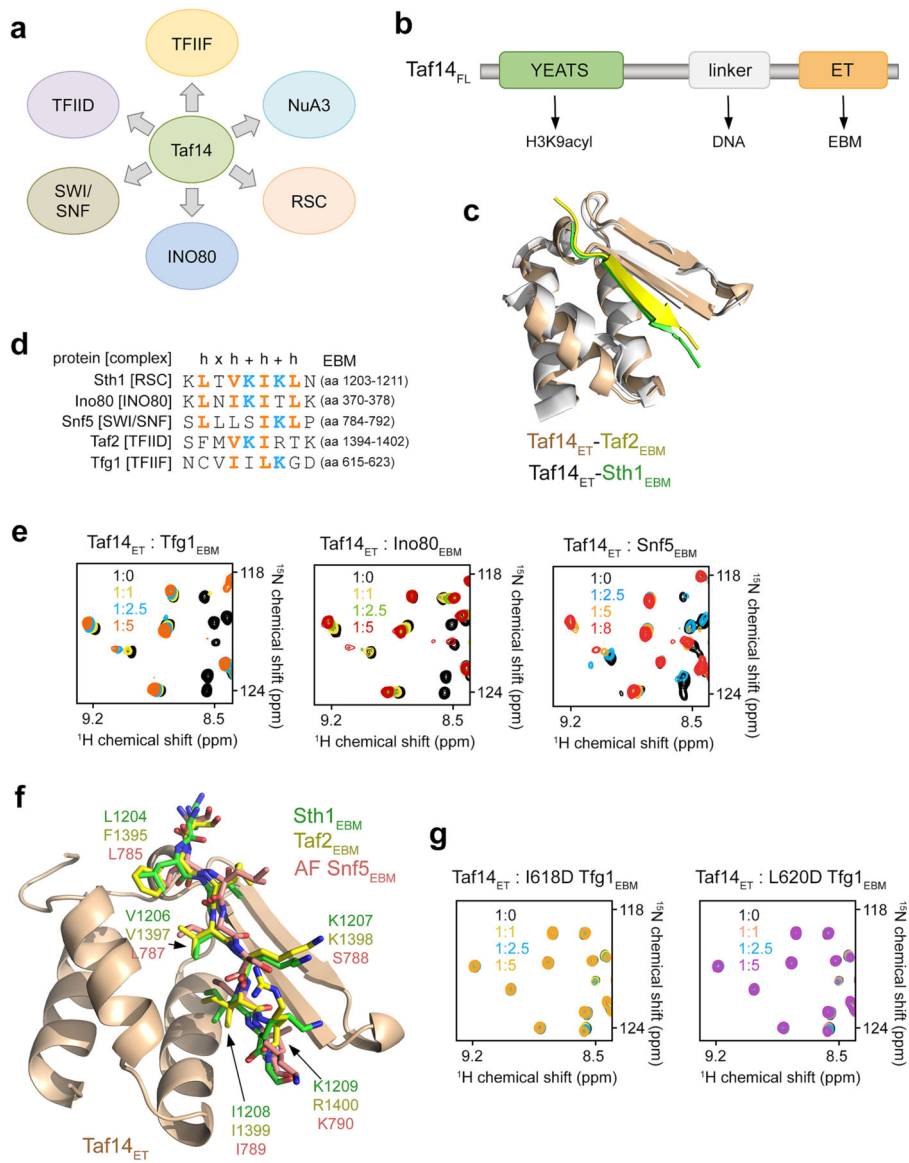 a
TFIIF
TFIID
NuA3
Taf14
SWI/
SNF
RSC
INO80
b
Taf14FL
YEATS
linker
ET
H3K9acyl
DNA
EBM
c
Taf14ET-Taf2EBM
Taf14ET-Sth1EBM
d
protein [complex] h x h + h + h EBM
Sth1 [RSC] K L T V K I K L N (aa 1203-1211)
Ino80 [INO80] K L N I K I T L K (aa 370-378)
Snf5 [SWI/SNF] S L L L S I K L P (aa 784-792)
Taf2 [TFIID] S F M V K I R T K (aa 1394-1402)
Tfg1 [TFIIF] N C V I I L K G D (aa 615-623)
e
Taf14ET : Tfg1EBM
1:0
1:1
1:2.5
1:5
118
124
15N chemical shift (ppm)
9.2 8.5
1H chemical shift (ppm)
Taf14ET : Ino80EBM
1:0
1:1
1:2.5
1:5
118
124
15N chemical shift (ppm)
9.2 8.5
1H chemical shift (ppm)
Taf14ET : Snf5EBM
1:0
1:2.5
1:5
1:8
118
124
15N chemical shift (ppm)
9.2 8.5
1H chemical shift (ppm)
f
Sth1EBM
Taf2EBM
AF Snf5EBM
L1204
F1395
L785
V1206
V1397
L787
K1207
K1398
S788
K1209
R1400
K790
I1208
I1399
I789
Taf14ET
g
Taf14ET : I618D Tfg1EBM
1:0
1:1
1:2.5
1:5
118
124
15N chemical shift (ppm)
9.2 8.5
1H chemical shift (ppm)
Taf14ET : L620D Tfg1EBM
1:0
1:1
1:2.5
1:5
118
124
15N chemical shift (ppm)
9.2 8.5
1H chemical shift (ppm)